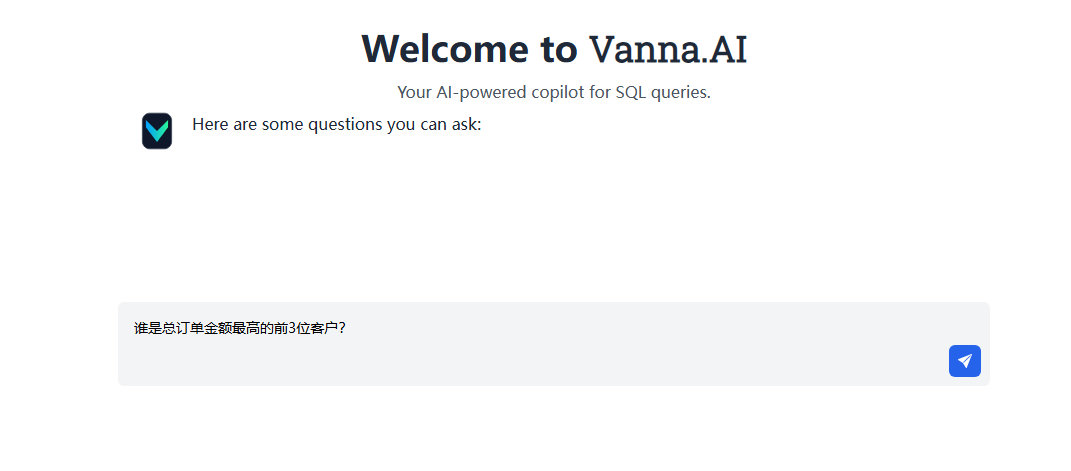 Welcome to Vanna.AI
Your AI-powered copilot for SQL queries.
Here are some questions you can ask:
谁是总订单金额最高的前3位客户?